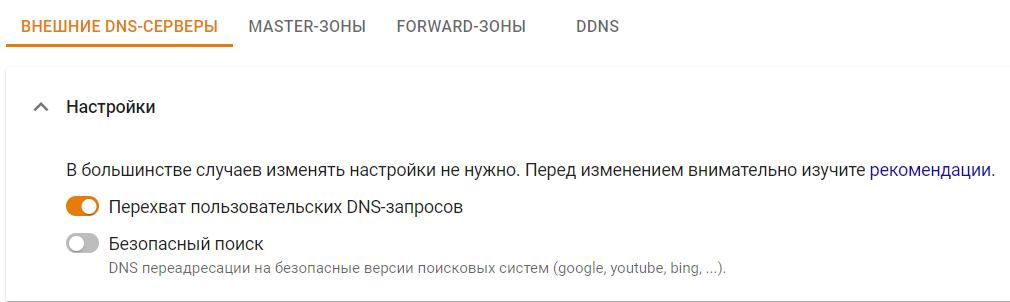 ВНЕШНИЕ DNS-СЕРВЕРЫ MASTER-ЗОНЫ FORWARD-ЗОНЫ DDNS
Настройки
В большинстве случаев изменять настройки не нужно. Перед изменением внимательно изучите рекомендации.
Перехват пользовательских DNS-запросов
Безопасный поиск
DNS переадресации на безопасные версии поисковых систем (google, youtube, bing, ...).